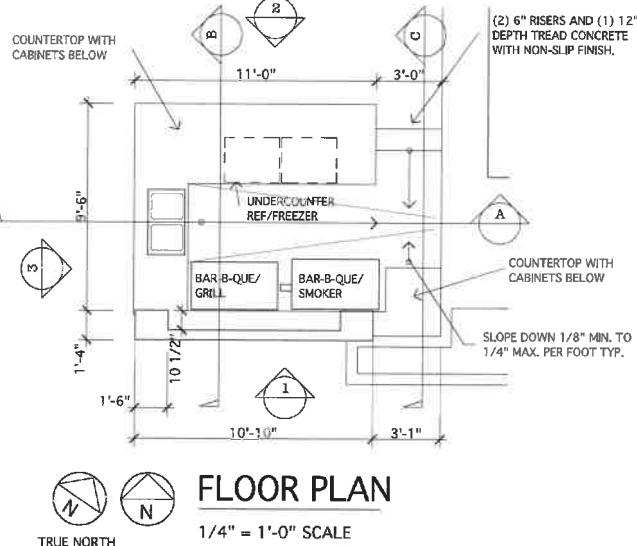 2
B
C
COUNTERTOP WITH
CABINETS BELOW
(2) 6" RISERS AND (1) 12"
DEPTH TREAD CONCRETE
WITH NON-SLIP FINISH.
11'-0"
3'-0"
UNDERCOUNTER
REF/FREEZER
9'-6"
A
3
BAR-B-QUE/
GRILL
BAR-B-QUE/
SMOKER
COUNTERTOP WITH
CABINETS BELOW
SLOPE DOWN 1/8" MIN. TO
1/4" MAX. PER FOOT TYP.
1'-4"
10 1/2"
1'-6"
1
10'-10"
3'-1"
N
N
TRUE NORTH
FLOOR PLAN
1/4" = 1'-0" SCALE